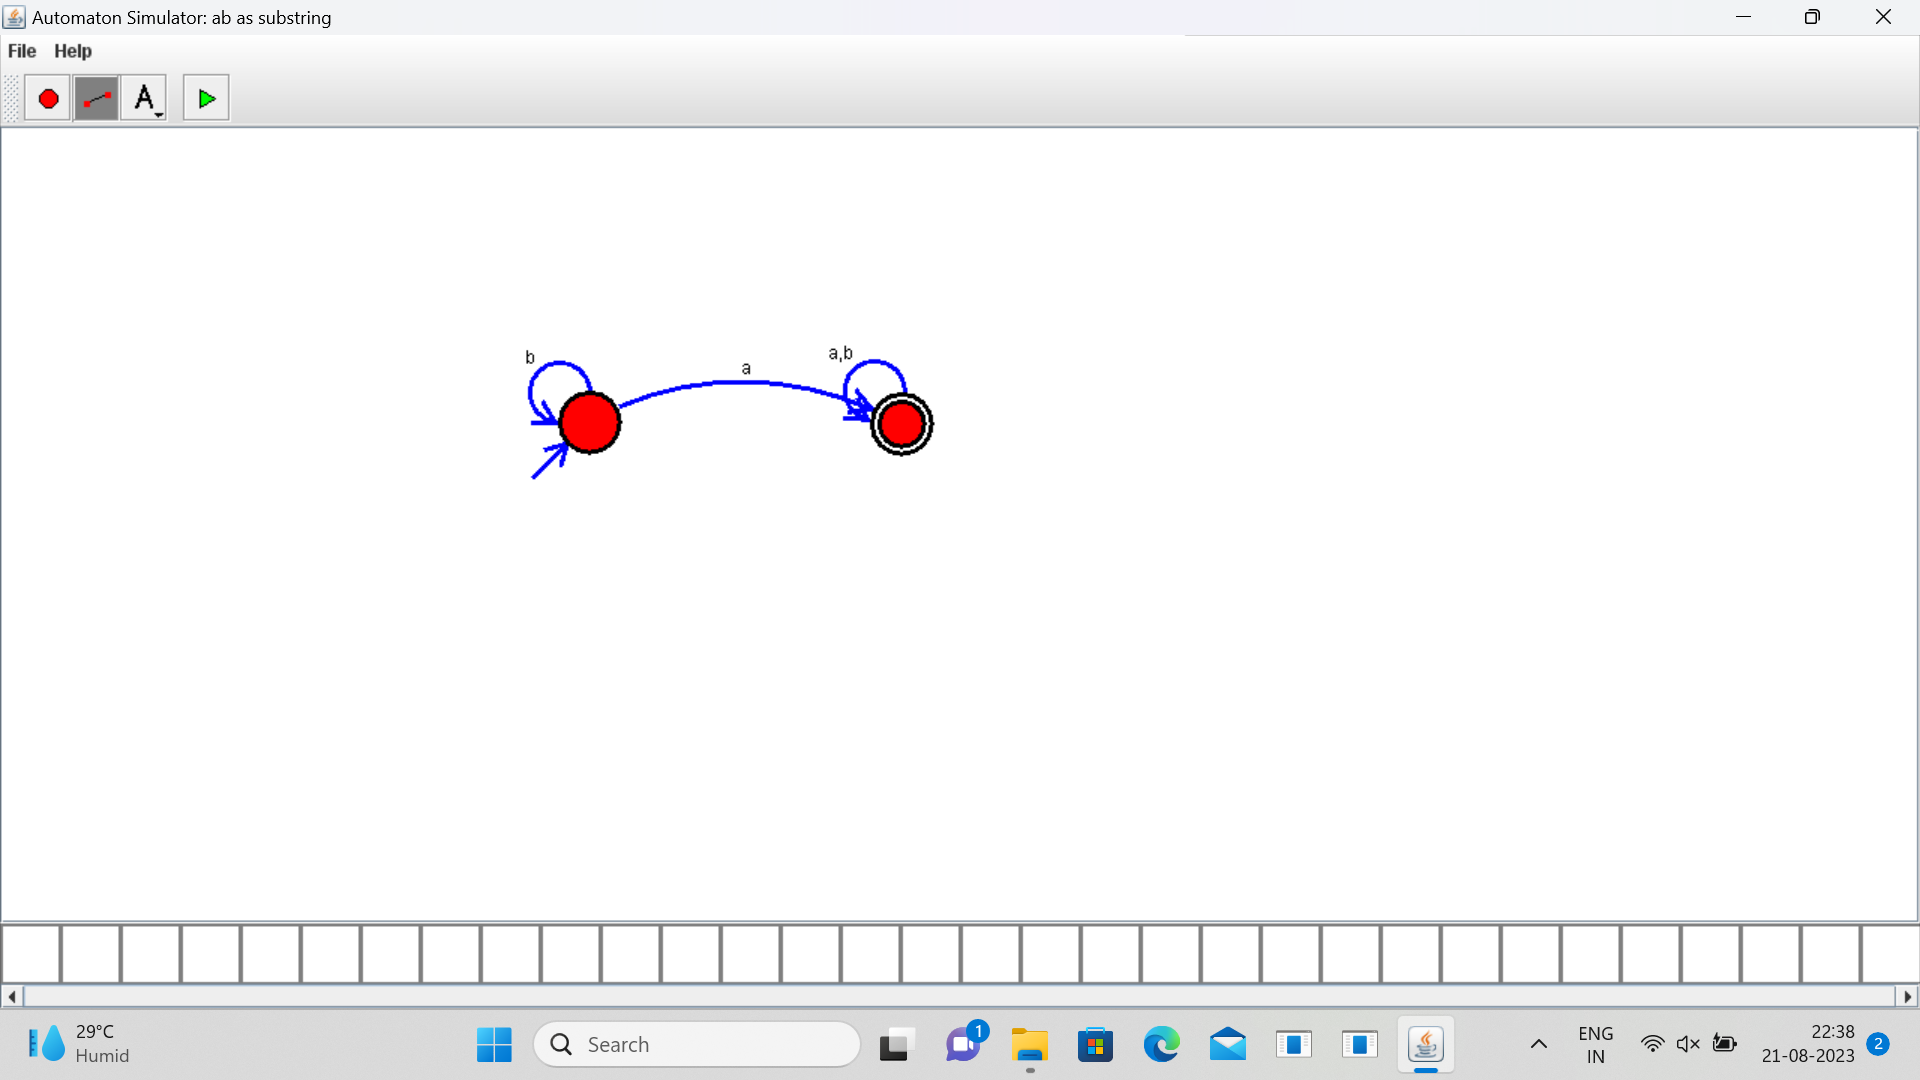 Automaton Simulator: ab as substring
File Help
A
b
a
a,b
29°C
Humid
Search
1
ENG
IN
22:38
21-08-2023
2